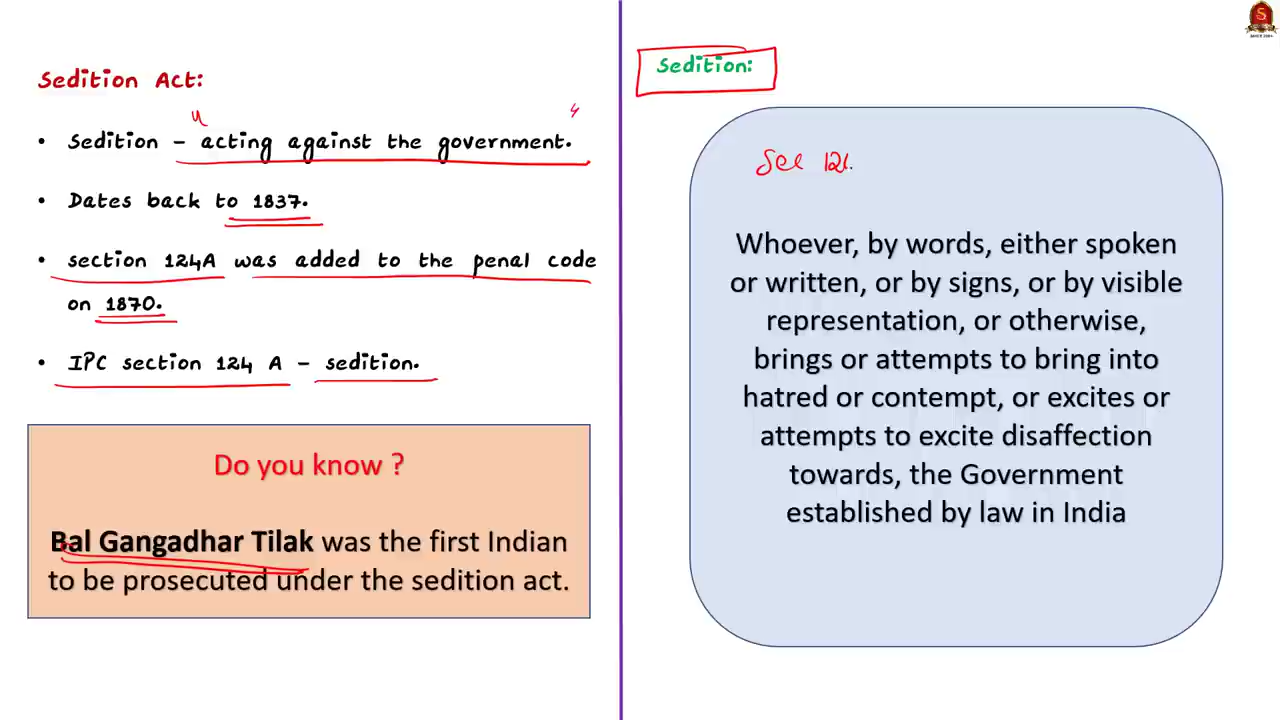 Sedition Act:
• Sedition – acting against the government.
• Dates back to 1837.
• section 124A was added to the penal code
on 1870.
• IPC section 124 A – sedition.
Do you know ?
Bal Gangadhar Tilak was the first Indian
to be prosecuted under the sedition act.
Sedition:
Sec 121
Whoever, by words, either spoken
or written, or by signs, or by visible
representation, or otherwise,
brings or attempts to bring into
hatred or contempt, or excites or
attempts to excite disaffection
towards, the Government
established by law in India
S